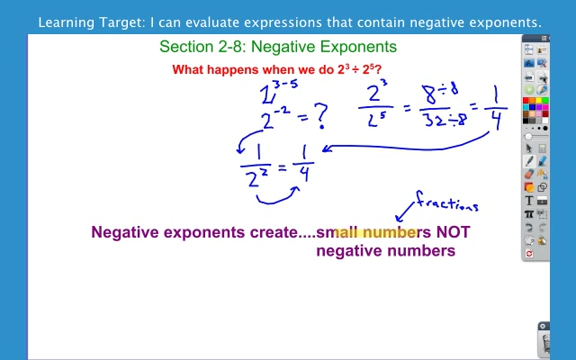 Learning Target: I can evaluate expressions that contain negative exponents.
Section 2-8: Negative Exponents
What happens when we do 2³ ÷ 2⁵?
2³⁻⁵
2⁻² = ?
2³/2⁵ = 8÷8/32÷8 = 1/4
1/2² = 1/4
fractions
Negative exponents create....small numbers NOT
negative numbers